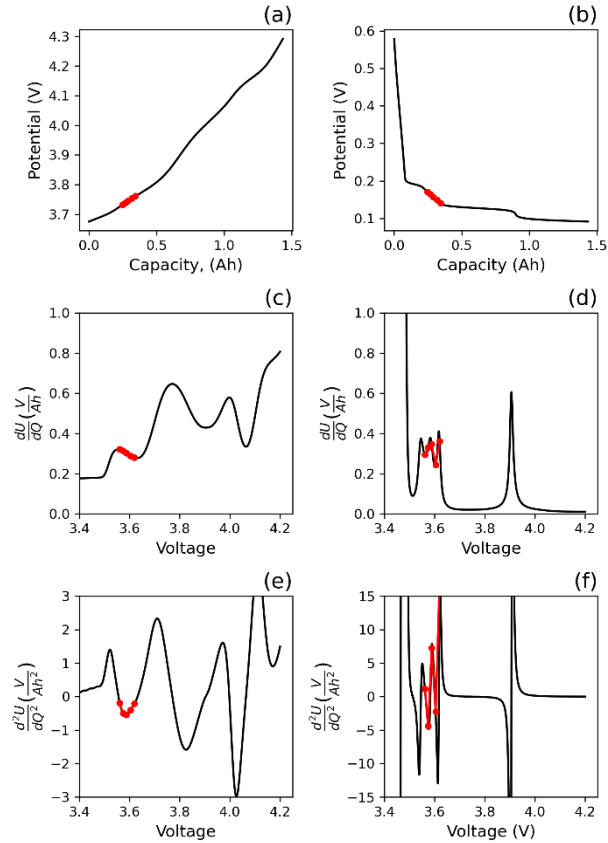 (a)
(b)
4.3
4.2
4.1
4.0
3.9
3.8
3.7
Potential (V)
0.0 0.5 1.0 1.5
Capacity, (Ah)
0.6
0.5
0.4
0.3
0.2
0.1
Potential (V)
0.0 0.5 1.0 1.5
Capacity (Ah)
(c)
(d)
1.0
0.8
0.6
0.4
0.2
0.0
dU/dQ (V/Ah)
3.4 3.6 3.8 4.0 4.2
Voltage
1.0
0.8
0.6
0.4
0.2
0.0
dU/dQ (V/Ah)
3.4 3.6 3.8 4.0 4.2
Voltage
(e)
(f)
3
2
1
0
−1
−2
−3
d²U/dQ² (V/Ah²)
3.4 3.6 3.8 4.0 4.2
Voltage
15
10
5
0
−5
−10
−15
d²U/dQ² (V/Ah²)
3.4 3.6 3.8 4.0 4.2
Voltage (V)